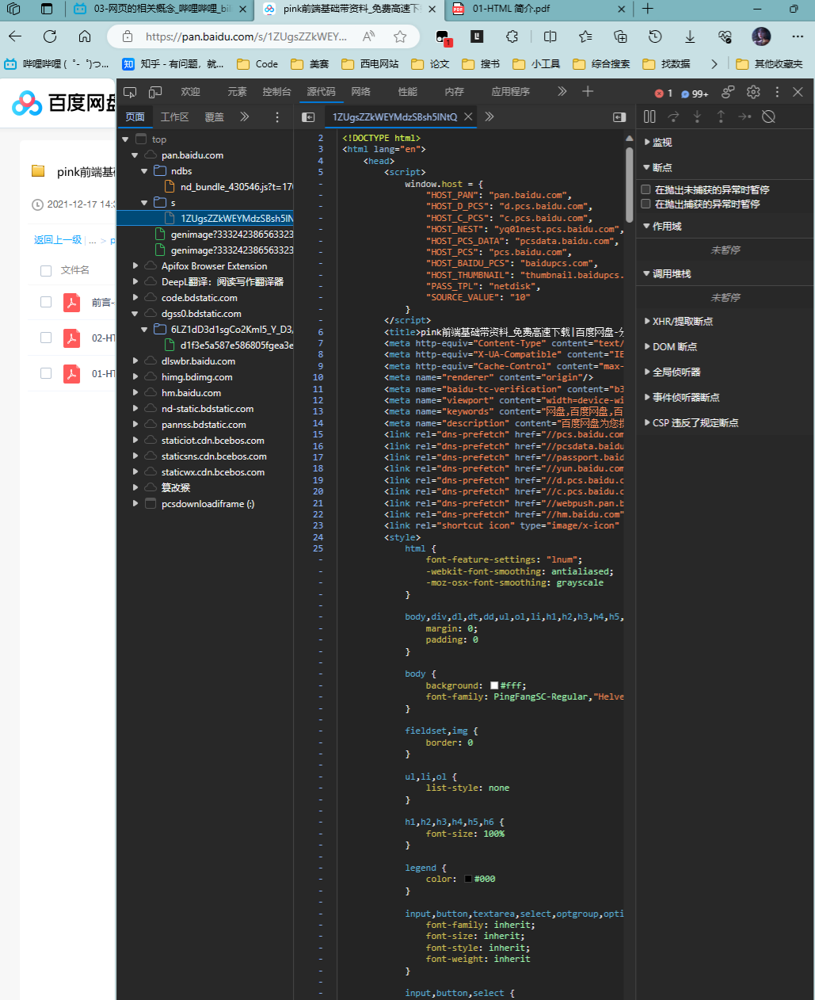 03-网页的相关概念_哔哩哔哩_bil
pink前端基础带资料_免费高速下
01-HTML 简介.pdf
https://pan.baidu.com/s/1ZUgsZZkWEY...
1
哔哩哔哩 ( ゜- ゜)つ...
知乎 - 有问题，就...
Code
美赛
西电网站
论文
搜书
小工具
综合搜索
找数据
其他收藏夹
百度网盘
pink前端基础
2021-12-17 14:3
返回上一级 | ... > p
文件名
前言-
02-HT
01-HT
欢迎
元素
控制台
源代码
网络
性能
内存
应用程序
1
99+
页面
工作区
覆盖
1ZUgsZZkWEYMdzSBsh5INtQ
top
pan.baidu.com
ndbs
nd_bundle_430546.js?t=170
s
1ZUgsZZkWEYMdzSBsh5IN
genimage?333242386563323
genimage?333242386563323
Apifox Browser Extension
DeepL翻译：阅读写作翻译器
code.bdstatic.com
dgss0.bdstatic.com
6LZ1dD3d1sgCo2Kml5_Y_D3,
d1f3e5a587e586805fgea3e
dlswbr.baidu.com
himg.bdimg.com
hm.baidu.com
nd-static.bdstatic.com
pannss.bdstatic.com
staticiot.cdn.bcebos.com
staticsns.cdn.bcebos.com
staticwx.cdn.bcebos.com
篡改猴
pcsdownloadiframe (:)
2 <!DOCTYPE html>
3 <html lang="en">
4 <head>
5 <script>
- window.host = {
- "HOST_PAN": "pan.baidu.com",
- "HOST_D_PCS": "d.pcs.baidu.com",
- "HOST_C_PCS": "c.pcs.baidu.com",
- "HOST_NEST": "yq01nest.pcs.baidu.com",
- "HOST_PCS_DATA": "pcsdata.baidu.com",
- "HOST_PCS": "pcs.baidu.com",
- "HOST_BAIDU_PCS": "baidupcs.com",
- "HOST_THUMBNAIL": "thumbnail.baidupcs.
- "PASS_TPL": "netdisk",
- "SOURCE_VALUE": "10"
- }
- </script>
6 <title>pink前端基础带资料_免费高速下载|百度网盘-分
7 <meta http-equiv="Content-Type" content="text/
8 <meta http-equiv="X-UA-Compatible" content="IE
9 <meta http-equiv="Cache-Control" content="max-
10 <meta name="renderer" content="origin"/>
11 <meta name="baidu-tc-verification" content="b3
12 <meta name="viewport" content="width=device-wi
13 <meta name="keywords" content="网盘,百度网盘,百
14 <meta name="description" content="百度网盘为您提
15 <link rel="dns-prefetch" href="//pcs.baidu.com
16 <link rel="dns-prefetch" href="//pcsdata.baidu
17 <link rel="dns-prefetch" href="//passport.baid
18 <link rel="dns-prefetch" href="//yun.baidu.com
19 <link rel="dns-prefetch" href="//d.pcs.baidu.c
20 <link rel="dns-prefetch" href="//c.pcs.baidu.c
21 <link rel="dns-prefetch" href="//webpush.pan.b
22 <link rel="dns-prefetch" href="//hm.baidu.com"
23 <link rel="shortcut icon" type="image/x-icon"
24 <style>
25 html {
- font-feature-settings: "lnum";
- -webkit-font-smoothing: antialiased;
- -moz-osx-font-smoothing: grayscale
- }
-
- body,div,dl,dt,dd,ul,ol,li,h1,h2,h3,h4,h5,
- margin: 0;
- padding: 0
- }
-
- body {
- background: #fff;
- font-family: PingFangSC-Regular,"Helve
- }
-
- fieldset,img {
- border: 0
- }
-
- ul,li,ol {
- list-style: none
- }
-
- h1,h2,h3,h4,h5,h6 {
- font-size: 100%
- }
-
- legend {
- color: #000
- }
-
- input,button,textarea,select,optgroup,opti
- font-family: inherit;
- font-size: inherit;
- font-style: inherit;
- font-weight: inherit
- }
-
- input,button,select {
监视
断点
在抛出未捕获的异常时暂停
在抛出捕获的异常时暂停
作用域
未暂停
调用堆栈
未暂停
XHR/提取断点
DOM 断点
全局侦听器
事件侦听器断点
CSP 违反了规定断点